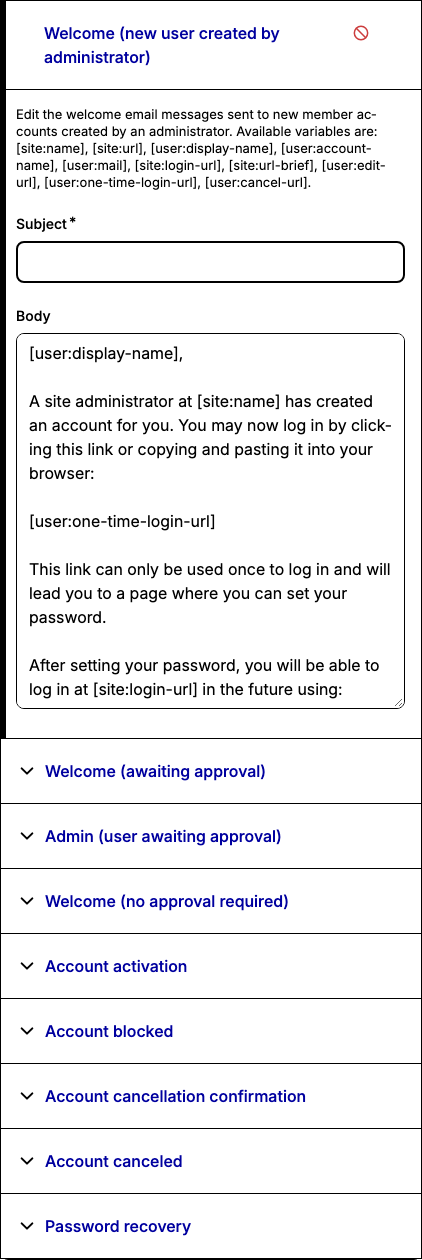 Welcome (new user created by
administrator)
Edit the welcome email messages sent to new member ac-
counts created by an administrator. Available variables are:
[site:name], [site:url], [user:display-name], [user:account-
name], [user:mail], [site:login-url], [site:url-brief], [user:edit-
url], [user:one-time-login-url], [user:cancel-url].
Subject*
Body
[user:display-name],
A site administrator at [site:name] has created
an account for you. You may now log in by click-
ing this link or copying and pasting it into your
browser:
[user:one-time-login-url]
This link can only be used once to log in and will
lead you to a page where you can set your
password.
After setting your password, you will be able to
log in at [site:login-url] in the future using:
Welcome (awaiting approval)
Admin (user awaiting approval)
Welcome (no approval required)
Account activation
Account blocked
Account cancellation confirmation
Account canceled
Password recovery